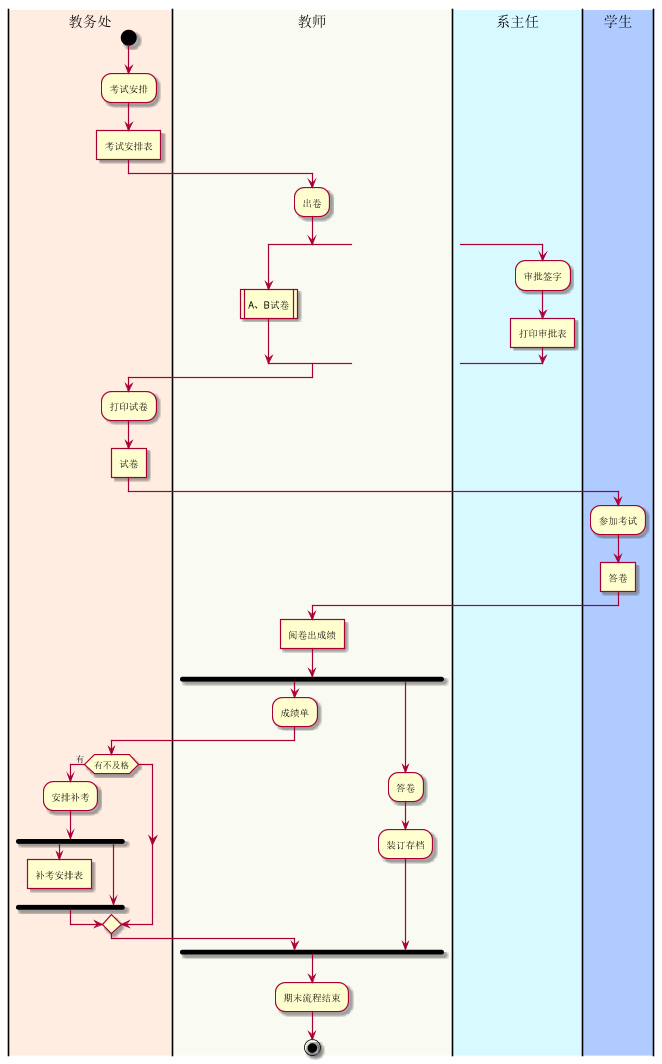 教务处
教师
系主任
学生
考试安排
考试安排表
出卷
审批签字
A、B试卷
打印审批表
打印试卷
试卷
参加考试
答卷
阅卷出成绩
成绩单
有
有不及格
答卷
安排补考
装订存档
补考安排表
期末流程结束